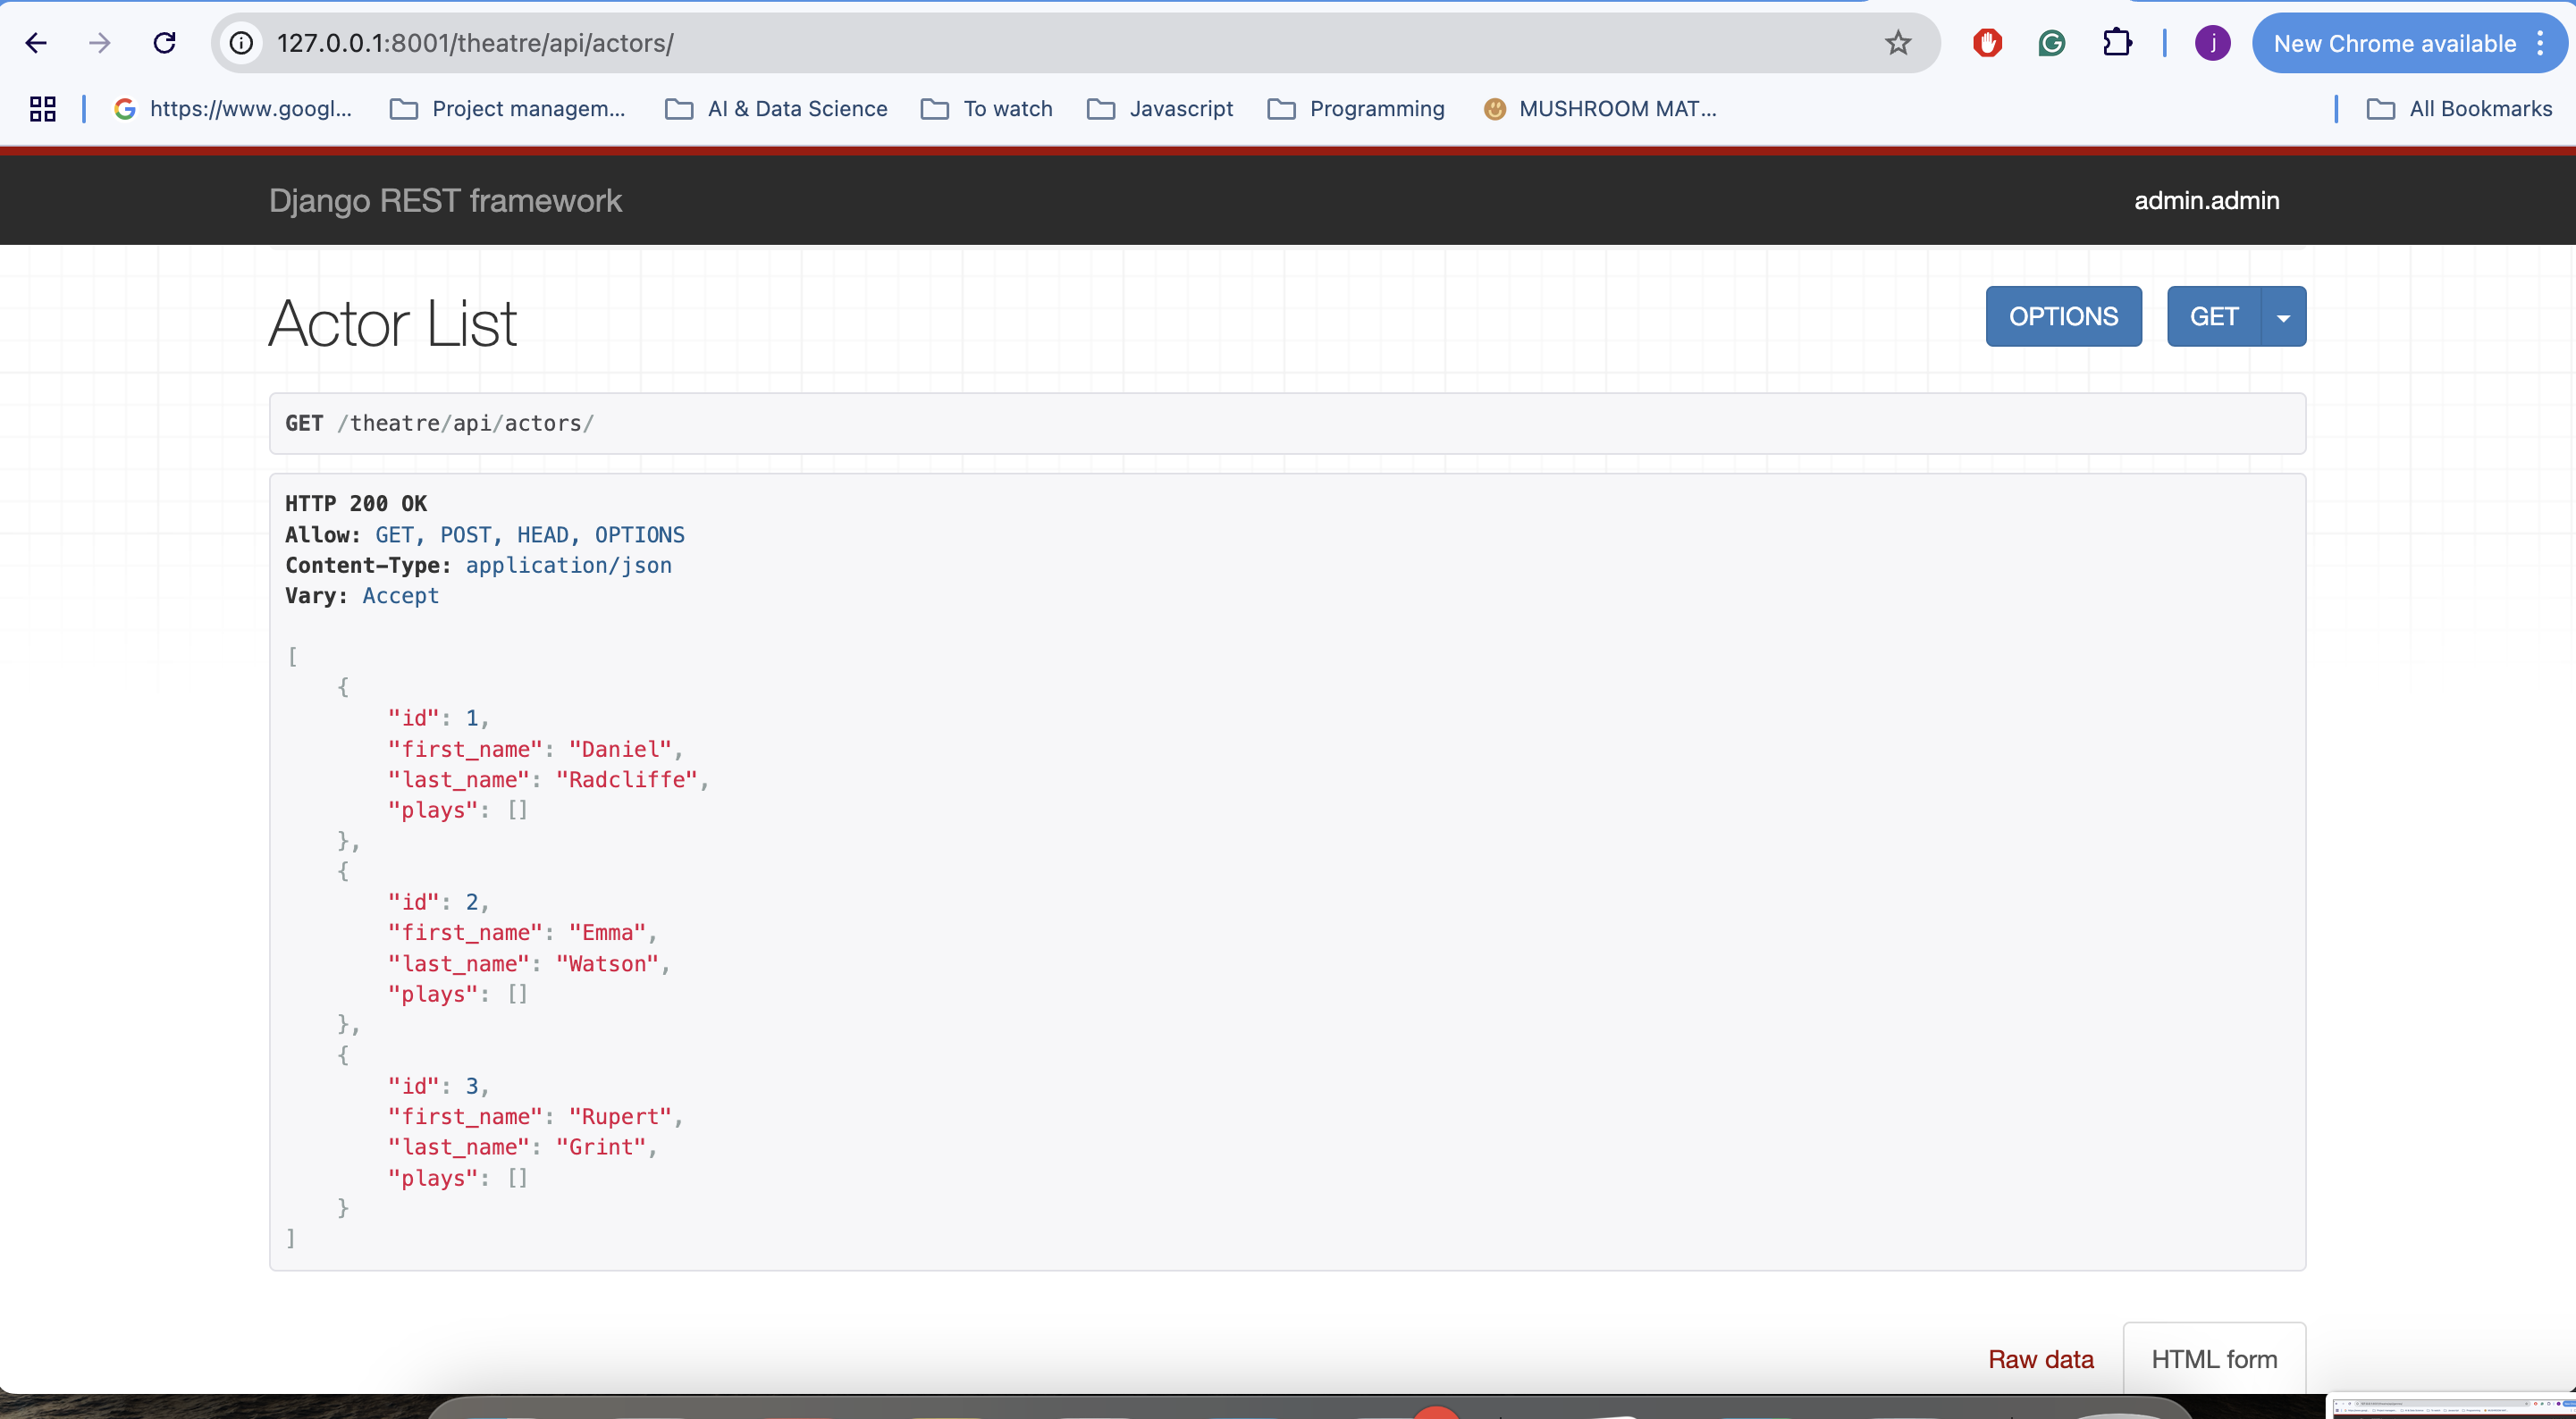 127.0.0.1:8001/theatre/api/actors/
j
New Chrome available
https://www.googl...
Project managem...
AI & Data Science
To watch
Javascript
Programming
MUSHROOM MAT...
All Bookmarks
Django REST framework
admin.admin
Actor List
OPTIONS
GET
GET /theatre/api/actors/
HTTP 200 OK
Allow: GET, POST, HEAD, OPTIONS
Content-Type: application/json
Vary: Accept
[
    {
        "id": 1,
        "first_name": "Daniel",
        "last_name": "Radcliffe",
        "plays": []
    },
    {
        "id": 2,
        "first_name": "Emma",
        "last_name": "Watson",
        "plays": []
    },
    {
        "id": 3,
        "first_name": "Rupert",
        "last_name": "Grint",
        "plays": []
    }
]
Raw data
HTML form